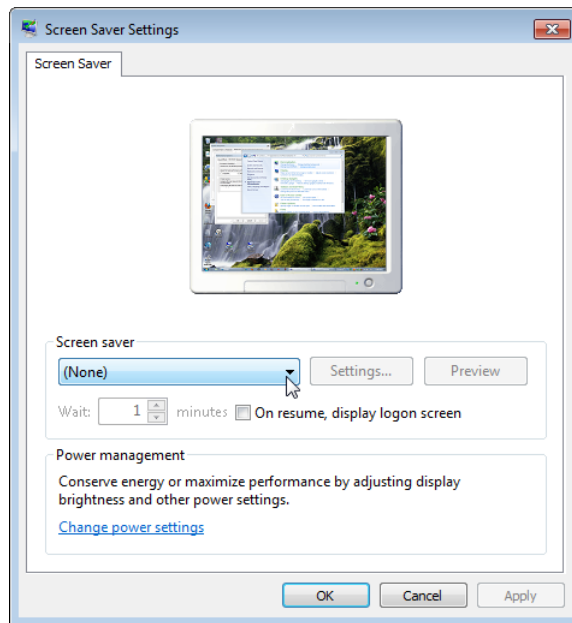 Screen Saver Settings
Screen Saver
Screen saver
(None)
Settings...
Preview
Wait:
1
minutes
On resume, display logon screen
Power management
Conserve energy or maximize performance by adjusting display
brightness and other power settings.
Change power settings
OK
Cancel
Apply